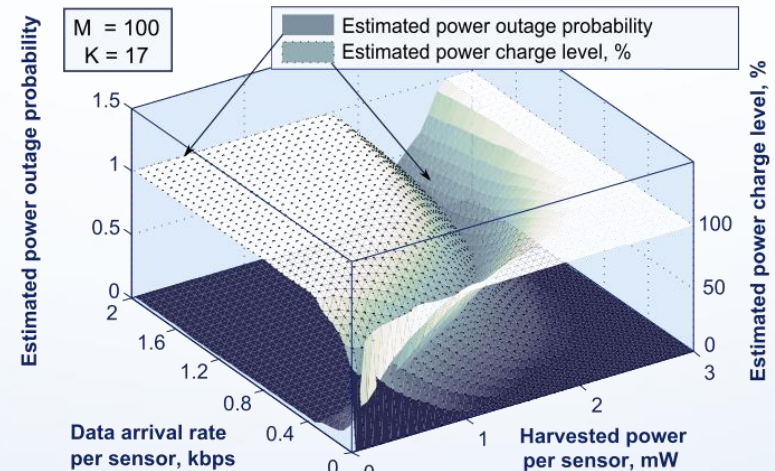 M = 100
K = 17
Estimated power outage probability
Estimated power charge level, %
Estimated power outage probability
1.5
1
0.5
0
2
1.6
1.2
0.8
0.4
0
Data arrival rate
per sensor, kbps
0
1
2
3
Harvested power
per sensor, mW
100
50
0
Estimated power charge level, %